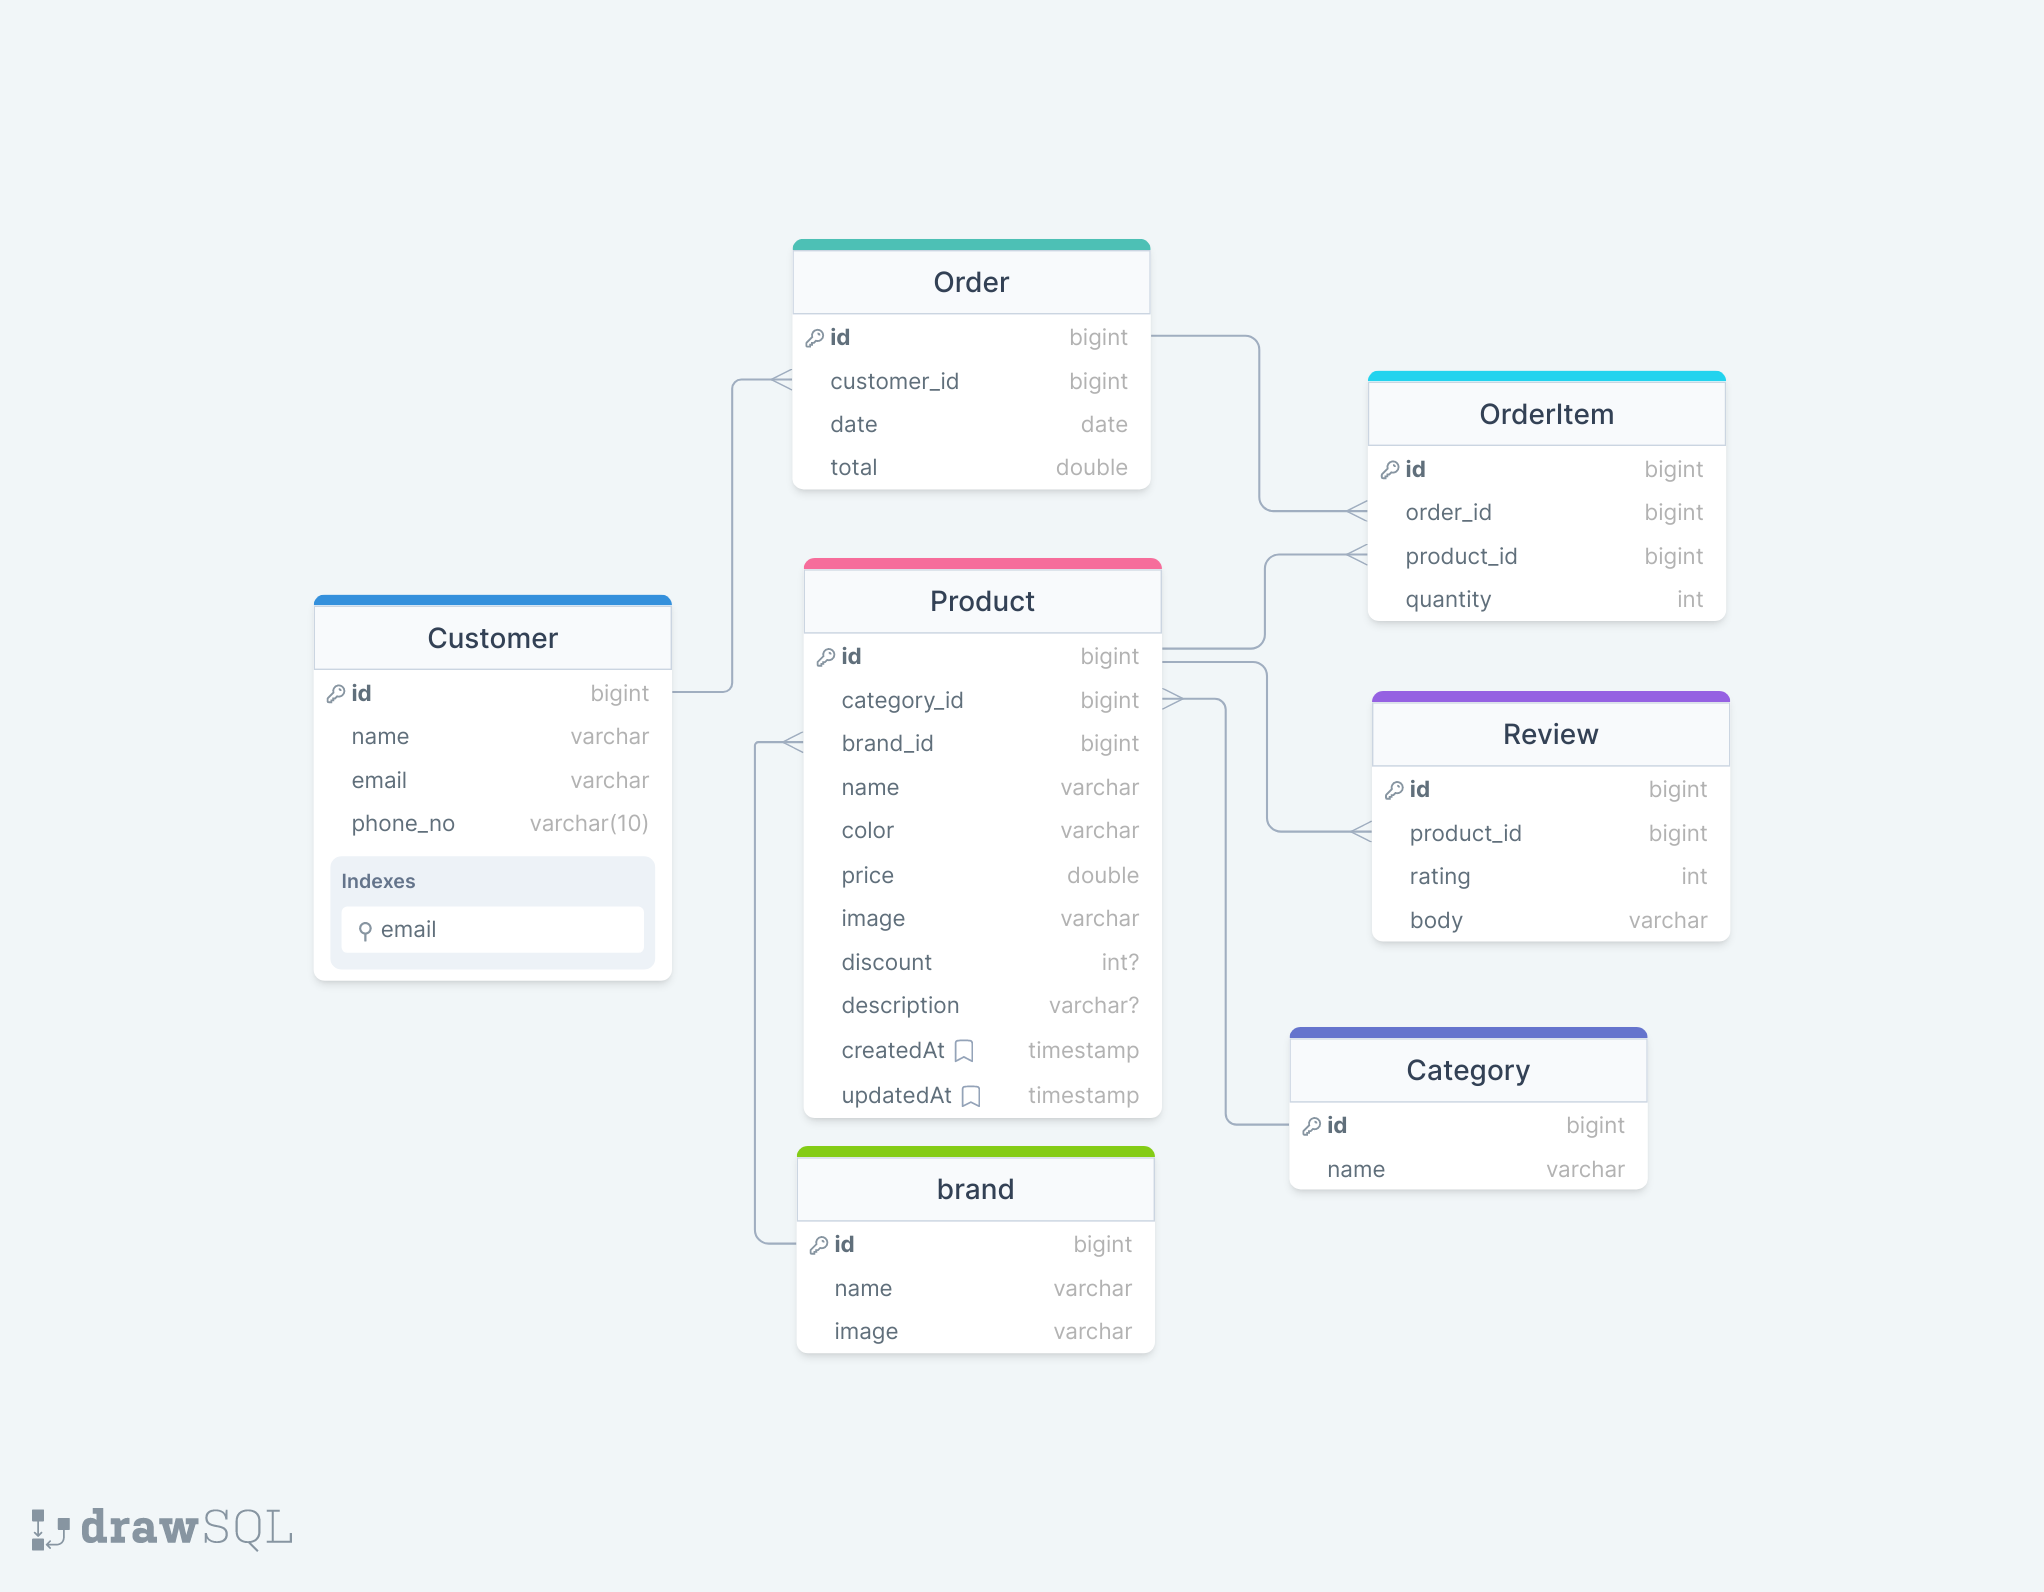 Order
id bigint
customer_id bigint
date date
total double
OrderItem
id bigint
order_id bigint
product_id bigint
quantity int
Customer
id bigint
name varchar
email varchar
phone_no varchar(10)
Indexes
email
Product
id bigint
category_id bigint
brand_id bigint
name varchar
color varchar
price double
image varchar
discount int?
description varchar?
createdAt timestamp
updatedAt timestamp
Review
id bigint
product_id bigint
rating int
body varchar
Category
id bigint
name varchar
brand
id bigint
name varchar
image varchar
drawSQL